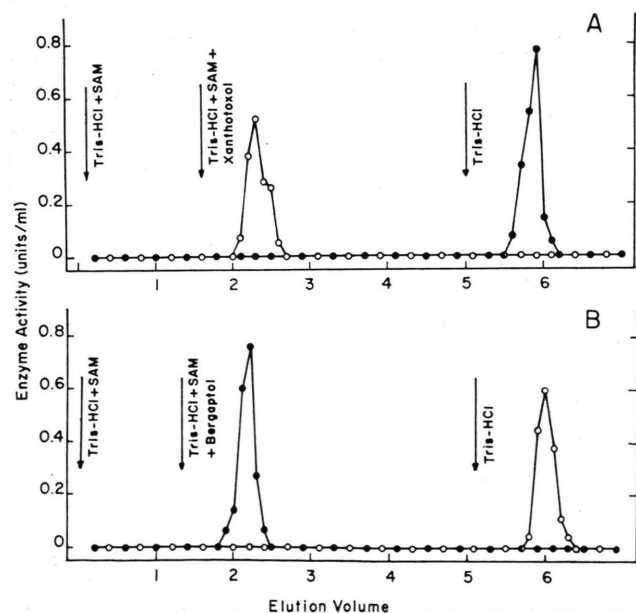 A
0.8
0.6
0.4
0.2
0
Tris-HCl + SAM
Tris-HCl + SAM +
Xanthotoxol
Tris-HCl
1 2 3 4 5 6
Enzyme Activity (units/ml)
B
0.8
0.6
0.4
0.2
0
Tris-HCl + SAM
Tris-HCl + SAM
+ Bergaptol
Tris-HCl
1 2 3 4 5 6
Elution Volume